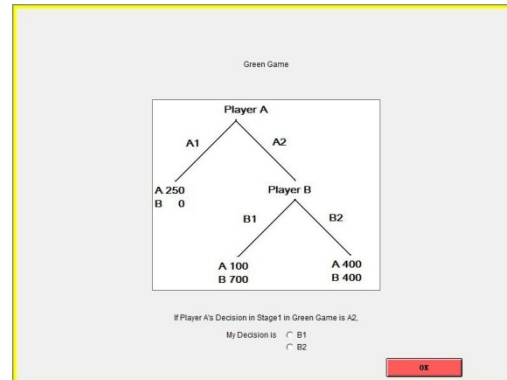 Green Game
Player A
A1 A2
A 250 Player B
B 0
B1 B2
A 100 A 400
B 700 B 400
If Player A's Decision in Stage1 in Green Game is A2,
My Decision is B1
B2
OK